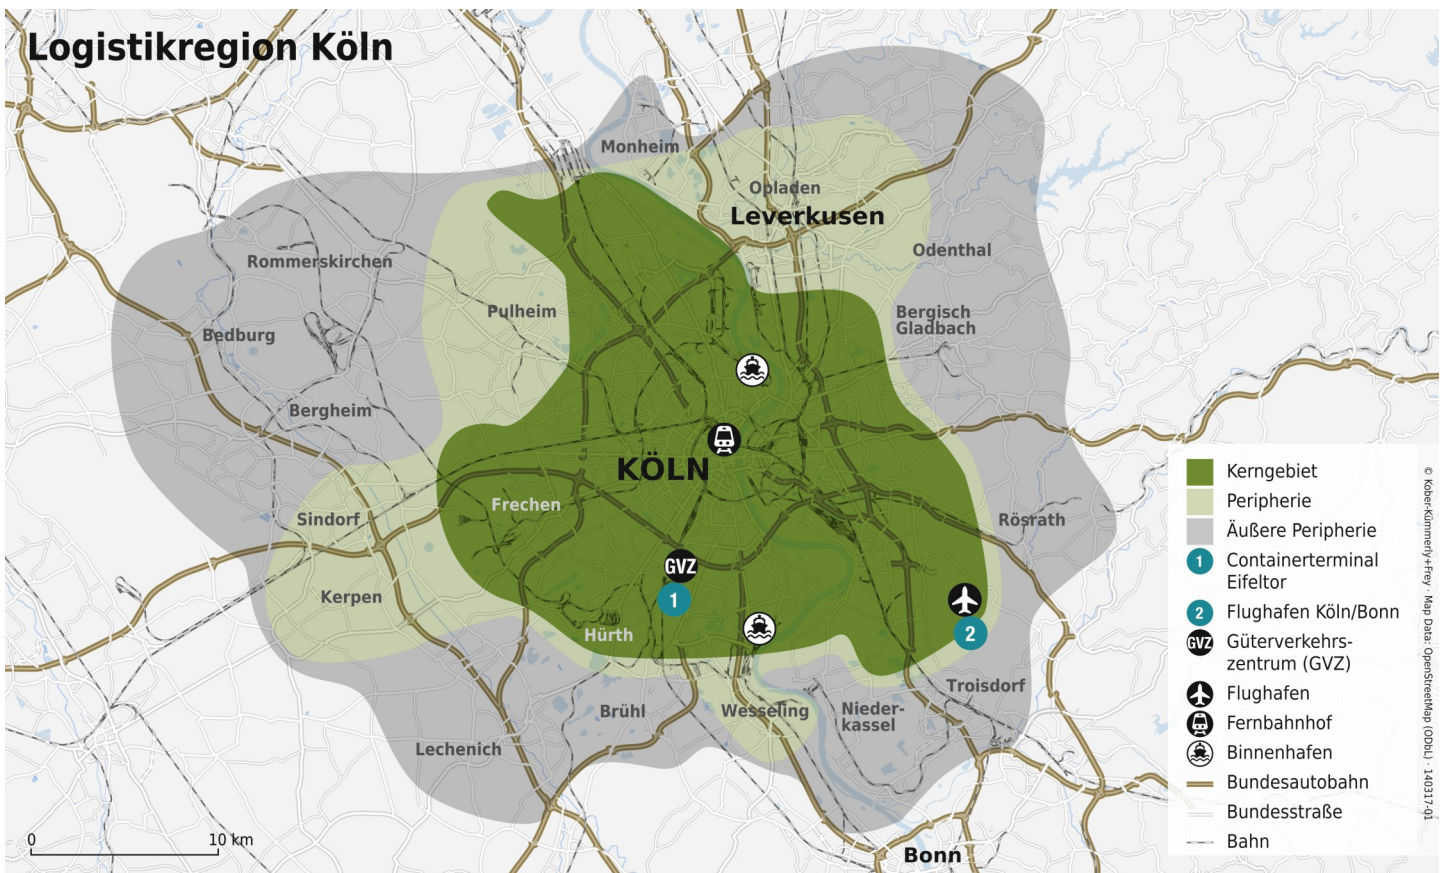 Logistikregion Köln
Monheim
Opladen
Leverkusen
Odenthal
Rommerskirchen
Pulheim
Bergisch
Gladbach
Bedburg
Bergheim
KÖLN
Frechen
Sindorf
Rösrath
GVZ
1
Kerpen
2
Hürth
Troisdorf
Brühl
Wesseling
Nieder-
kassel
Lechenich
Bonn
0
10 km
Kerngebiet
Peripherie
Äußere Peripherie
1
Containerterminal
Eifeltor
2
Flughafen Köln/Bonn
GVZ
Güterverkehrs-
zentrum (GVZ)
Flughafen
Fernbahnhof
Binnenhafen
Bundesautobahn
Bundesstraße
Bahn
© Kober-Kümmerly+Frey · Map Data: OpenStreetMap (ODbL) · 140317-01